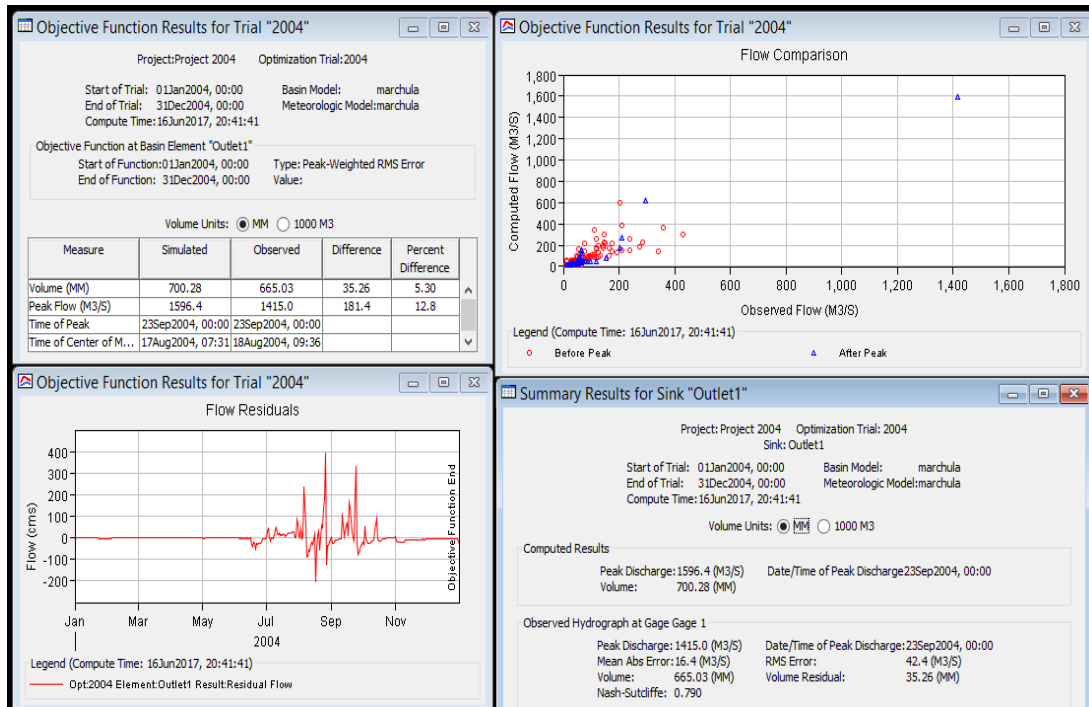 Objective Function Results for Trial "2004"
Project:Project 2004 Optimization Trial:2004
Start of Trial: 01Jan2004, 00:00 Basin Model: marchula
End of Trial: 31Dec2004, 00:00 Meteorologic Model:marchula
Compute Time:16Jun2017, 20:41:41
Objective Function at Basin Element "Outlet1"
Start of Function:01Jan2004, 00:00 Type: Peak-Weighted RMS Error
End of Function: 31Dec2004, 00:00 Value:
Volume Units: MM 1000 M3
Measure Simulated Observed Difference Percent Difference
Volume (MM) 700.28 665.03 35.26 5.30
Peak Flow (M3/S) 1596.4 1415.0 181.4 12.8
Time of Peak 23Sep2004, 00:00 23Sep2004, 00:00
Time of Center of M... 17Aug2004, 07:31 18Aug2004, 09:36
Objective Function Results for Trial "2004"
Flow Comparison
Computed Flow (M3/S)
1,800
1,600
1,400
1,200
1,000
800
600
400
200
0
0 200 400 600 800 1,000 1,200 1,400 1,600 1,800
Observed Flow (M3/S)
Legend (Compute Time: 16Jun2017, 20:41:41)
Before Peak After Peak
Objective Function Results for Trial "2004"
Flow Residuals
Flow (cms)
400
300
200
100
0
-100
-200
Objective Function End
Jan Mar May Jul Sep Nov
2004
Legend (Compute Time: 16Jun2017, 20:41:41)
Opt:2004 Element:Outlet1 Result:Residual Flow
Summary Results for Sink "Outlet1"
Project: Project 2004 Optimization Trial: 2004
Sink: Outlet1
Start of Trial: 01Jan2004, 00:00 Basin Model: marchula
End of Trial: 31Dec2004, 00:00 Meteorologic Model:marchula
Compute Time:16Jun2017, 20:41:41
Volume Units: MM 1000 M3
Computed Results
Peak Discharge:1596.4 (M3/S) Date/Time of Peak Discharge23Sep2004, 00:00
Volume: 700.28 (MM)
Observed Hydrograph at Gage Gage 1
Peak Discharge:1415.0 (M3/S) Date/Time of Peak Discharge:23Sep2004, 00:00
Mean Abs Error:16.4 (M3/S) RMS Error: 42.4 (M3/S)
Volume: 665.03 (MM) Volume Residual: 35.26 (MM)
Nash-Sutcliffe: 0.790